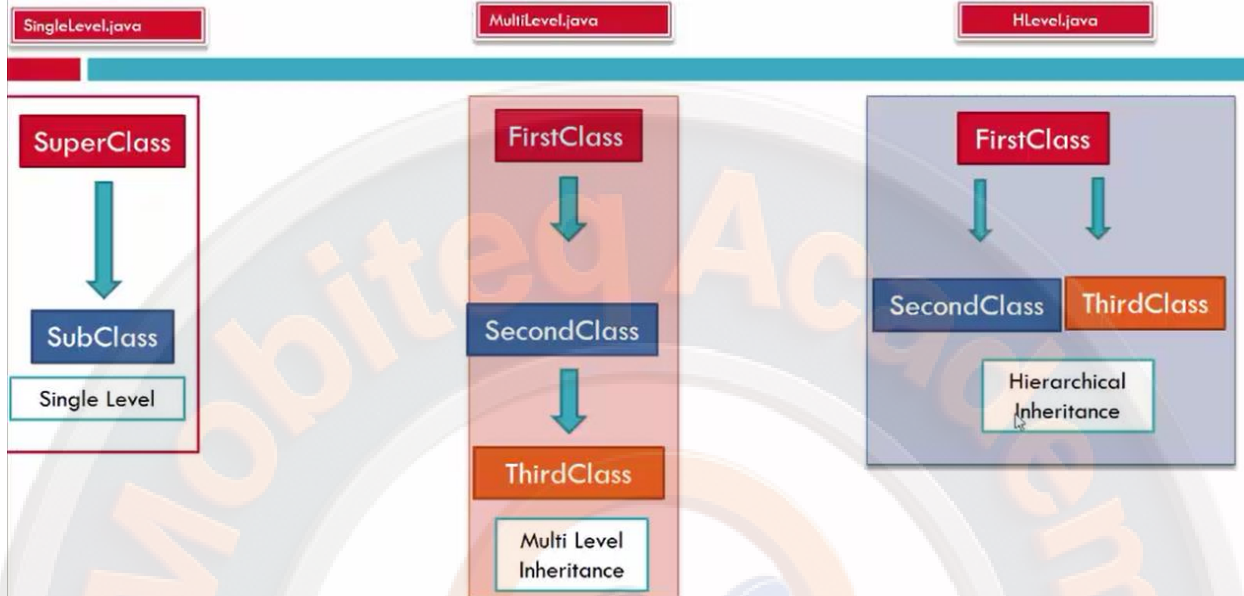 SingleLevel.java
MultiLevel.java
HLevel.java
SuperClass
SubClass
Single Level
FirstClass
SecondClass
ThirdClass
Multi Level
Inheritance
FirstClass
SecondClass
ThirdClass
Hierarchical
Inheritance
Mobiteq Academ